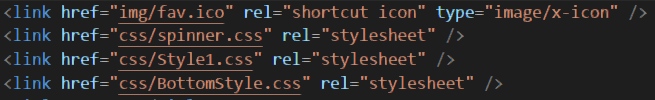 <link href="img/fav.ico" rel="shortcut icon" type="image/x-icon" />
<link href="css/spinner.css" rel="stylesheet" />
<link href="css/Style1.css" rel="stylesheet" />
<link href="css/BottomStyle.css" rel="stylesheet" />